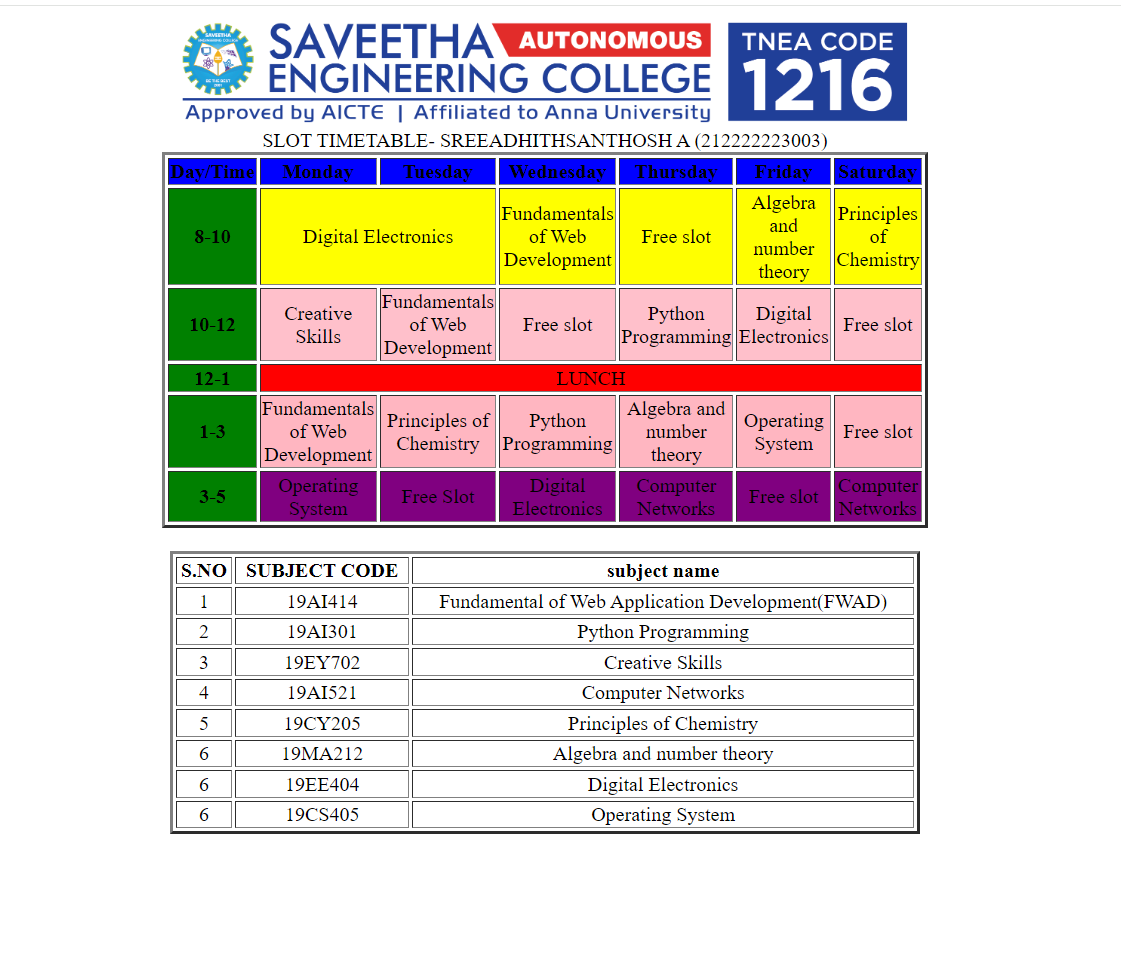 SAVEETHA AUTONOMOUS
ENGINEERING COLLEGE
Approved by AICTE | Affiliated to Anna University
TNEA CODE
1216
SLOT TIMETABLE- SREEADHITHSANTHOSH A (212222223003)
Day/Time Monday Tuesday Wednesday Thursday Friday Saturday
8-10
Digital Electronics
Fundamentals
of Web
Development
Free slot
Algebra
and
number
theory
Principles
of
Chemistry
10-12
Creative
Skills
Fundamentals
of Web
Development
Free slot
Python
Programming
Digital
Electronics
Free slot
12-1
LUNCH
1-3
Fundamentals
of Web
Development
Principles of
Chemistry
Python
Programming
Algebra and
number
theory
Operating
System
Free slot
3-5
Operating
System
Free Slot
Digital
Electronics
Computer
Networks
Free slot
Computer
Networks
S.NO SUBJECT CODE subject name
1 19AI414 Fundamental of Web Application Development(FWAD)
2 19AI301 Python Programming
3 19EY702 Creative Skills
4 19AI521 Computer Networks
5 19CY205 Principles of Chemistry
6 19MA212 Algebra and number theory
6 19EE404 Digital Electronics
6 19CS405 Operating System